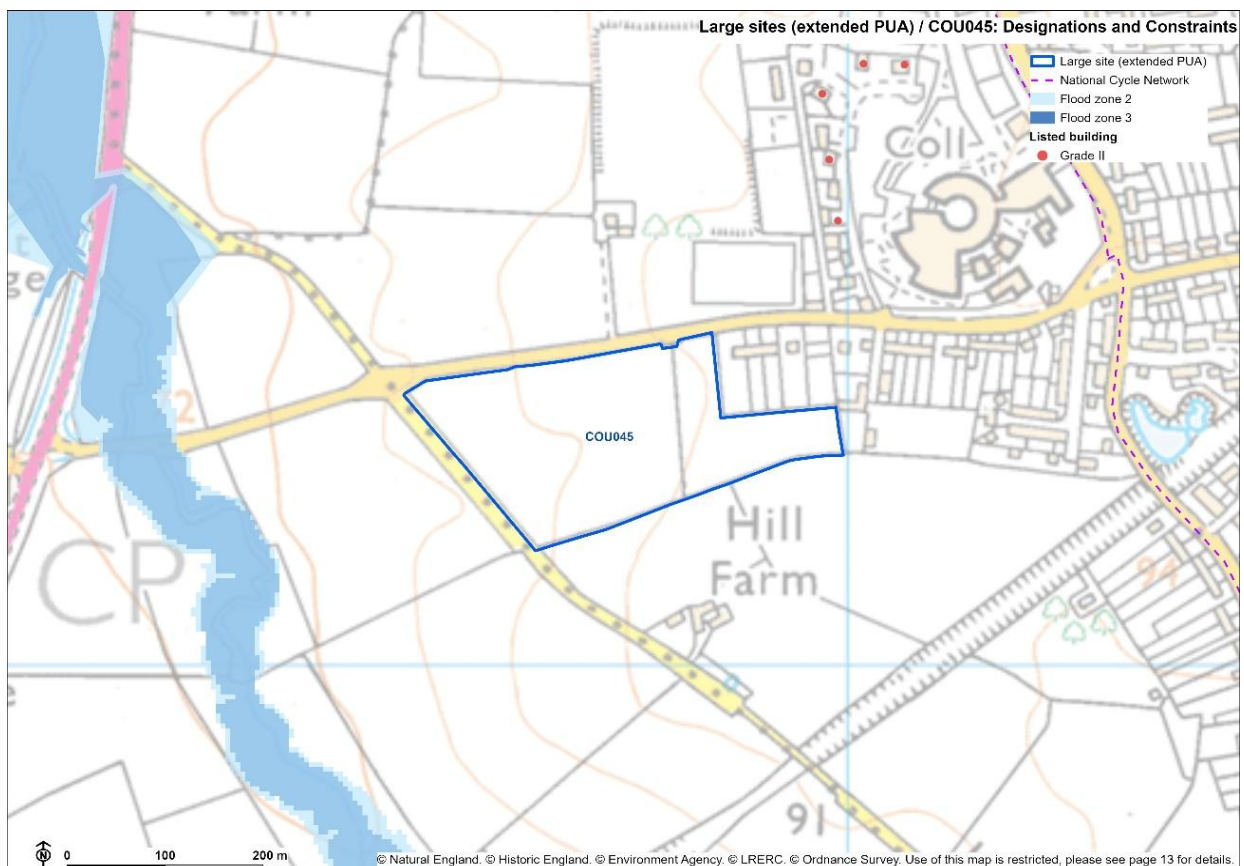 Large sites (extended PUA) / COU045: Designations and Constraints
Large site (extended PUA)
National Cycle Network
Flood zone 2
Flood zone 3
Listed building
Grade II
Coll
COU045
Hill
Farm
CP
94
91
N
0 100 200 m
© Natural England. © Historic England. © Environment Agency. © LRERC. © Ordnance Survey. Use of this map is restricted, please see page 13 for details.